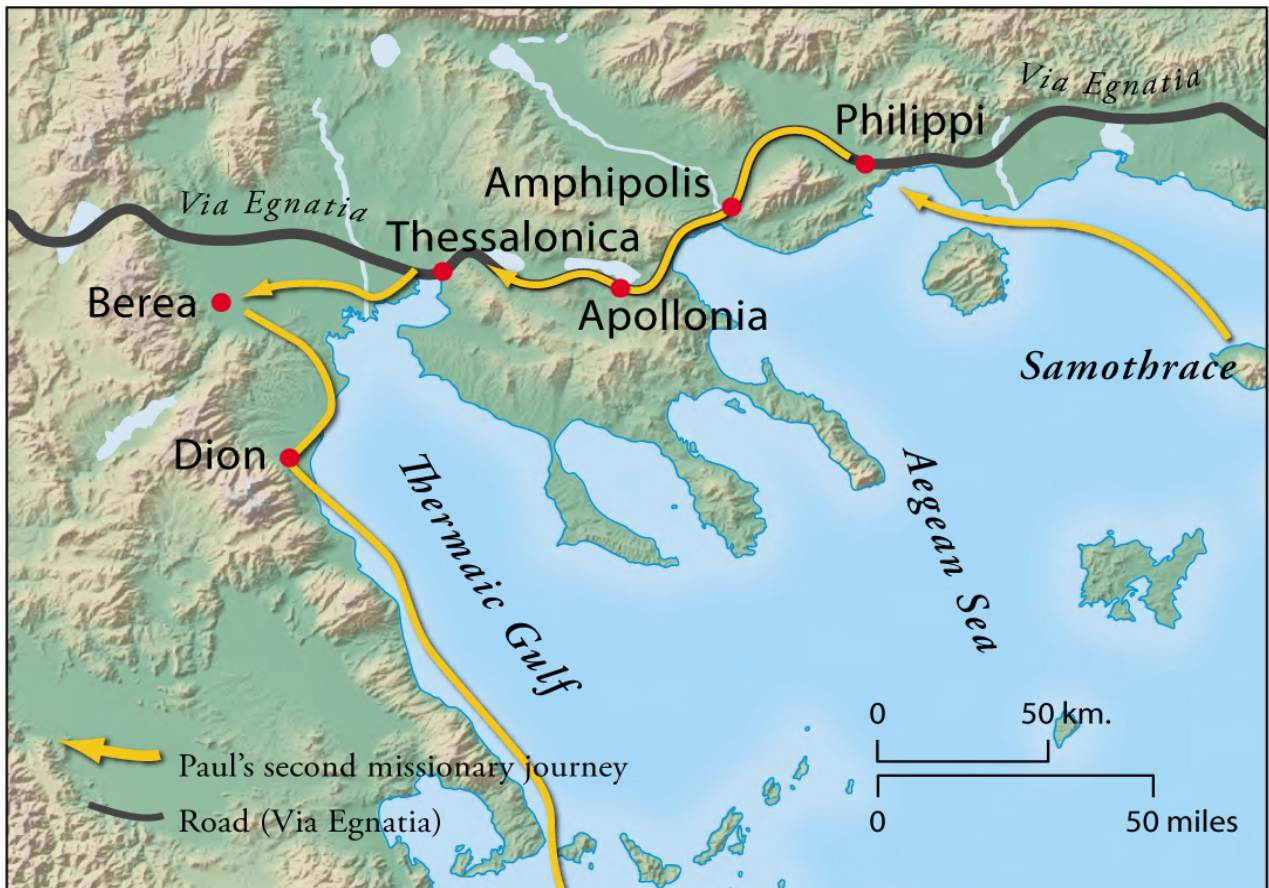 Via Egnatia
Philippi
Amphipolis
Via Egnatia
Thessalonica
Berea
Apollonia
Samothrace
Dion
Thermaic Gulf
Aegean Sea
0 50 km.
0 50 miles
Paul's second missionary journey
Road (Via Egnatia)